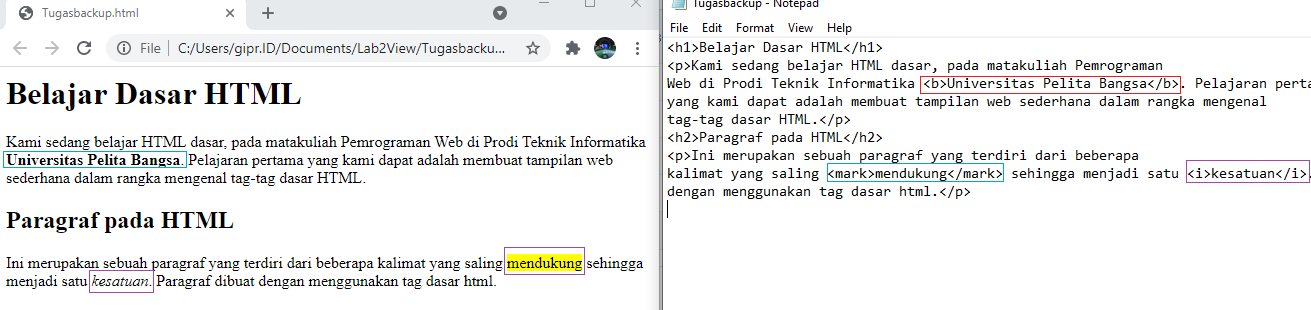 Tugasbackup.html
File
C:/Users/gipr.ID/Documents/Lab2View/Tugasbacku...
Belajar Dasar HTML
Kami sedang belajar HTML dasar, pada matakuliah Pemrograman Web di Prodi Teknik Informatika
Universitas Pelita Bangsa. Pelajaran pertama yang kami dapat adalah membuat tampilan web
sederhana dalam rangka mengenal tag-tag dasar HTML.
Paragraf pada HTML
Ini merupakan sebuah paragraf yang terdiri dari beberapa kalimat yang saling mendukung sehingga
menjadi satu kesatuan. Paragraf dibuat dengan menggunakan tag dasar html.
Tugasbackup - Notepad
File Edit Format View Help
<h1>Belajar Dasar HTML</h1>
<p>Kami sedang belajar HTML dasar, pada matakuliah Pemrograman
Web di Prodi Teknik Informatika <b>Universitas Pelita Bangsa</b>. Pelajaran perta
yang kami dapat adalah membuat tampilan web sederhana dalam rangka mengenal
tag-tag dasar HTML.</p>
<h2>Paragraf pada HTML</h2>
<p>Ini merupakan sebuah paragraf yang terdiri dari beberapa
kalimat yang saling <mark>mendukung</mark> sehingga menjadi satu <i>kesatuan</i>.
dengan menggunakan tag dasar html.</p>